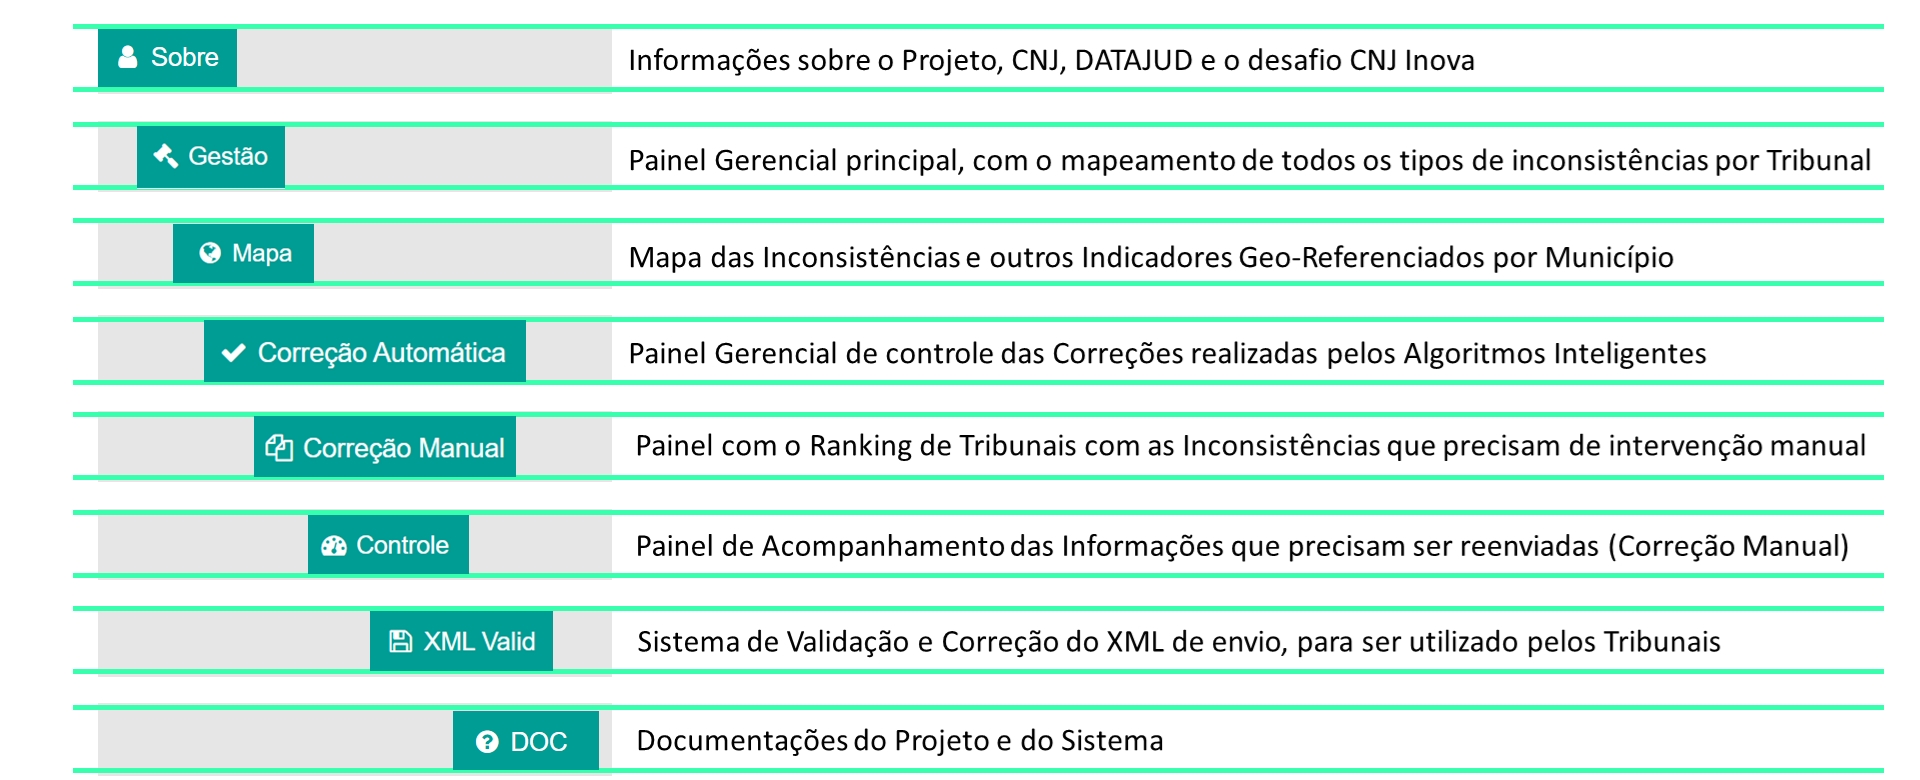 Sobre
Informações sobre o Projeto, CNJ, DATAJUD e o desafio CNJ Inova
Gestão
Painel Gerencial principal, com o mapeamento de todos os tipos de inconsistências por Tribunal
Mapa
Mapa das Inconsistências e outros Indicadores Geo-Referenciados por Município
Correção Automática
Painel Gerencial de controle das Correções realizadas pelos Algoritmos Inteligentes
Correção Manual
Painel com o Ranking de Tribunais com as Inconsistências que precisam de intervenção manual
Controle
Painel de Acompanhamento das Informações que precisam ser reenviadas (Correção Manual)
XML Valid
Sistema de Validação e Correção do XML de envio, para ser utilizado pelos Tribunais
DOC
Documentações do Projeto e do Sistema